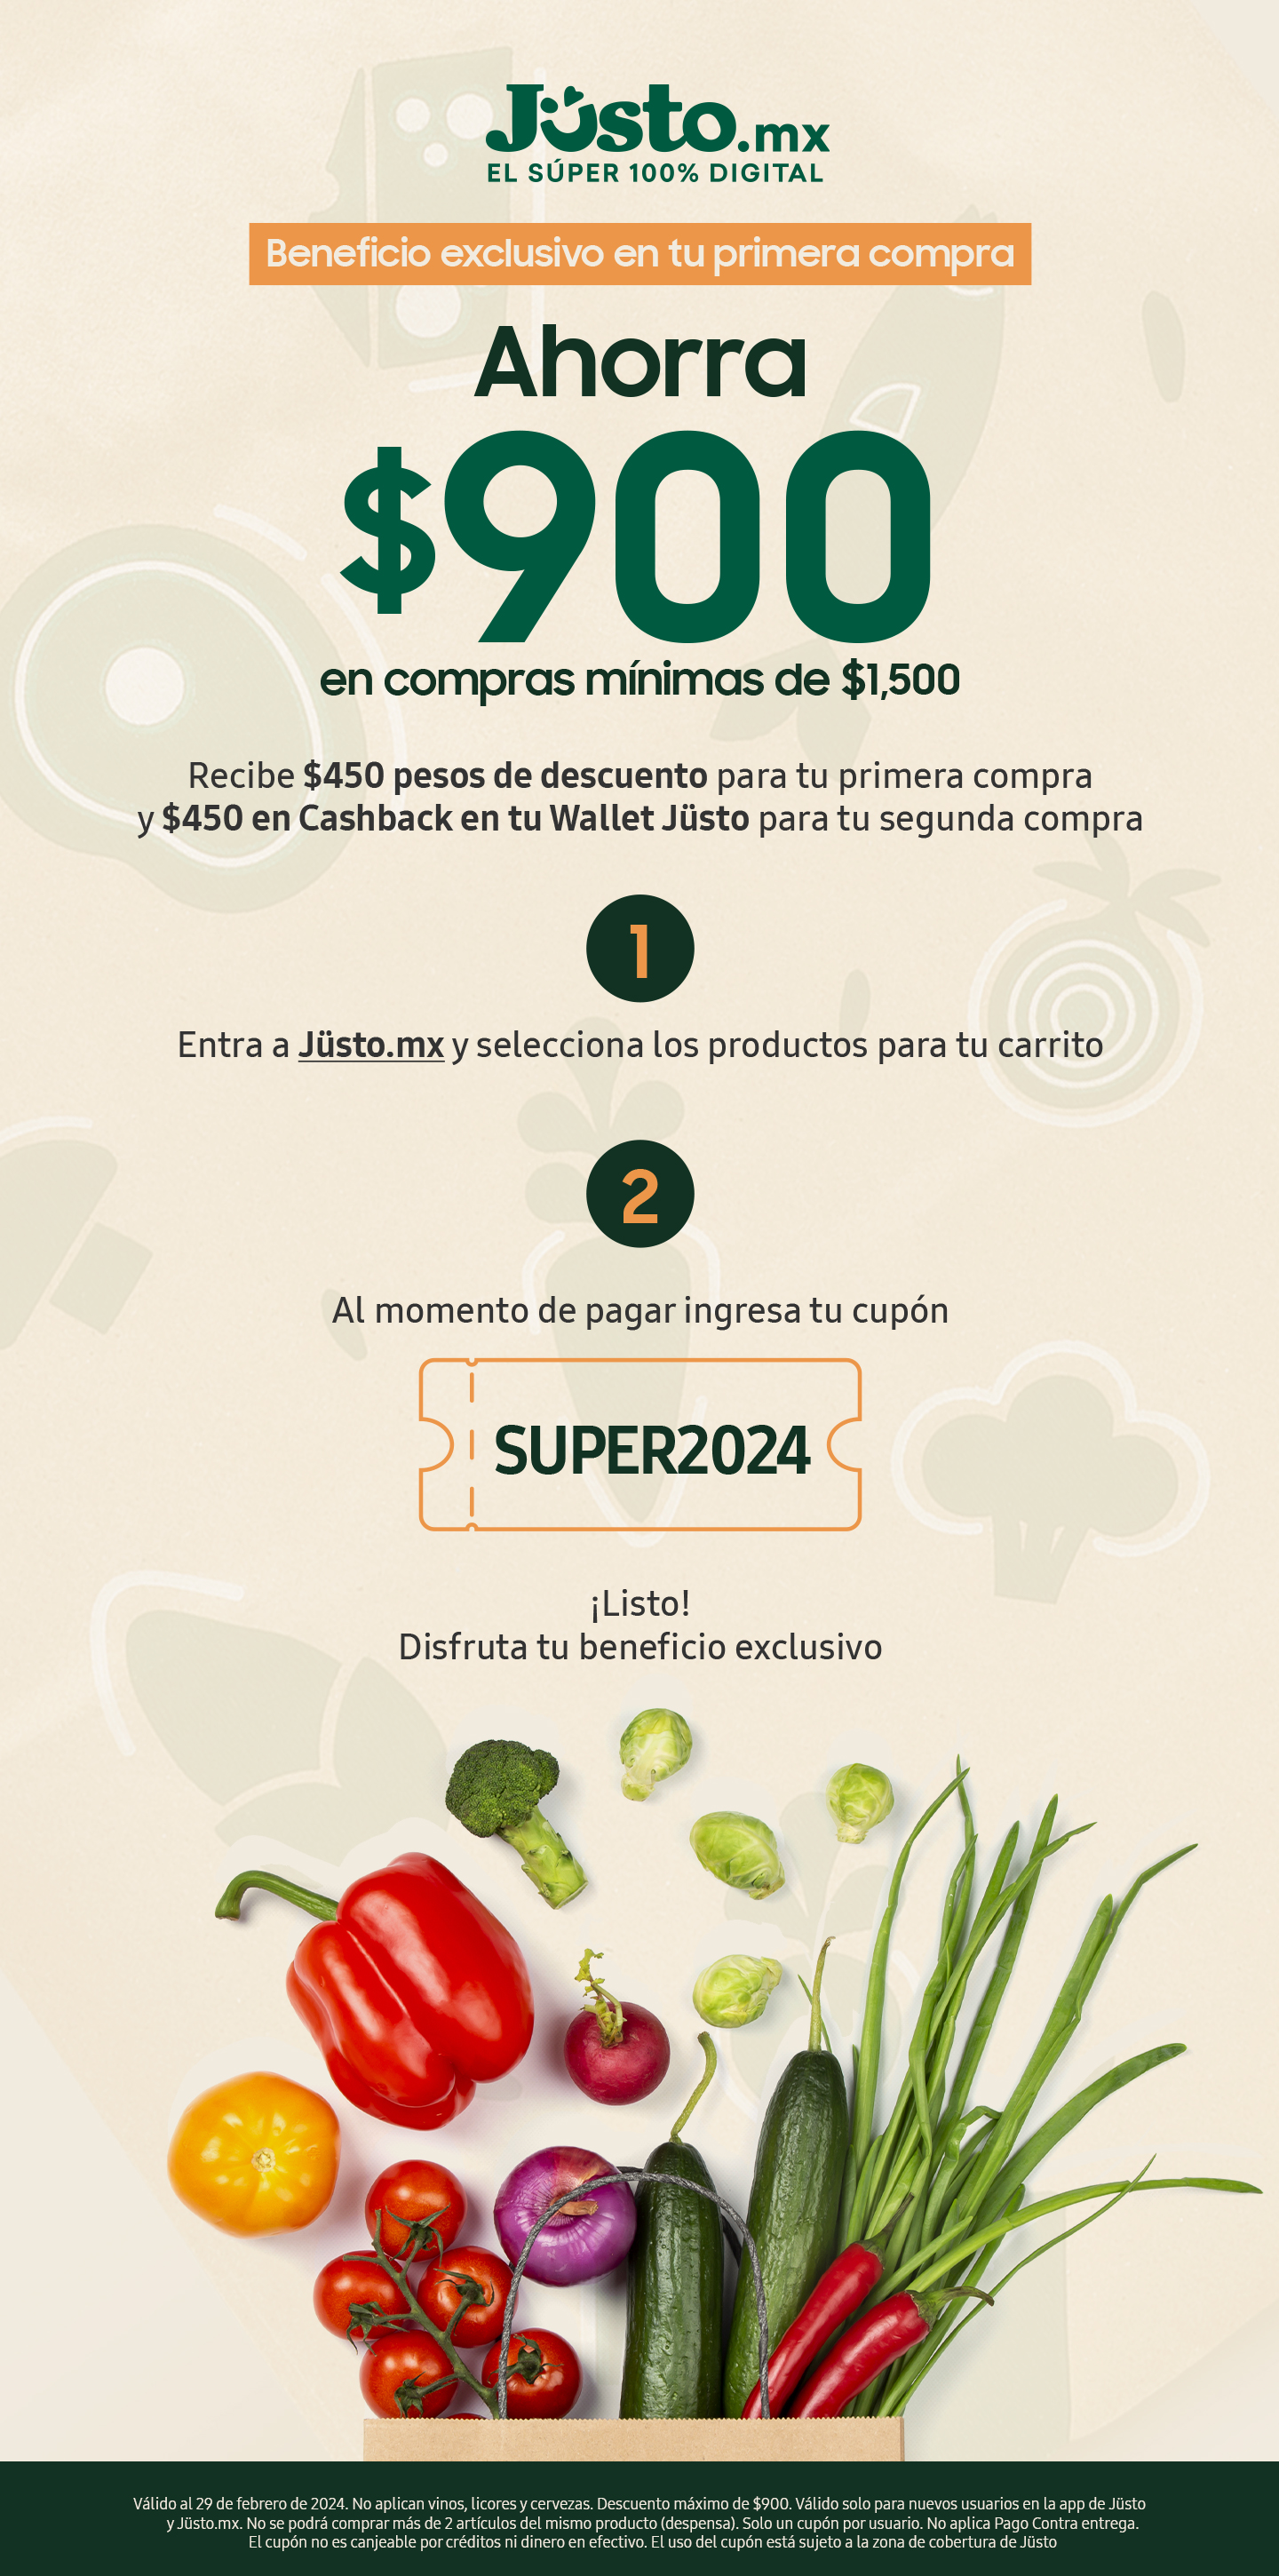 Jüsto.mx
EL SÚPER 100% DIGITAL
Beneficio exclusivo en tu primera compra
Ahorra
$900
en compras mínimas de $1,500
Recibe $450 pesos de descuento para tu primera compra
y $450 en Cashback en tu Wallet Jüsto para tu segunda compra
1
Entra a Jüsto.mx y selecciona los productos para tu carrito
2
Al momento de pagar ingresa tu cupón
SUPER2024
¡Listo!
Disfruta tu beneficio exclusivo
Válido al 29 de febrero de 2024. No aplican vinos, licores y cervezas. Descuento máximo de $900. Válido solo para nuevos usuarios en la app de Jüsto
y Jüsto.mx. No se podrá comprar más de 2 artículos del mismo producto (despensa). Solo un cupón por usuario. No aplica Pago Contra entrega.
El cupón no es canjeable por créditos ni dinero en efectivo. El uso del cupón está sujeto a la zona de cobertura de Jüsto